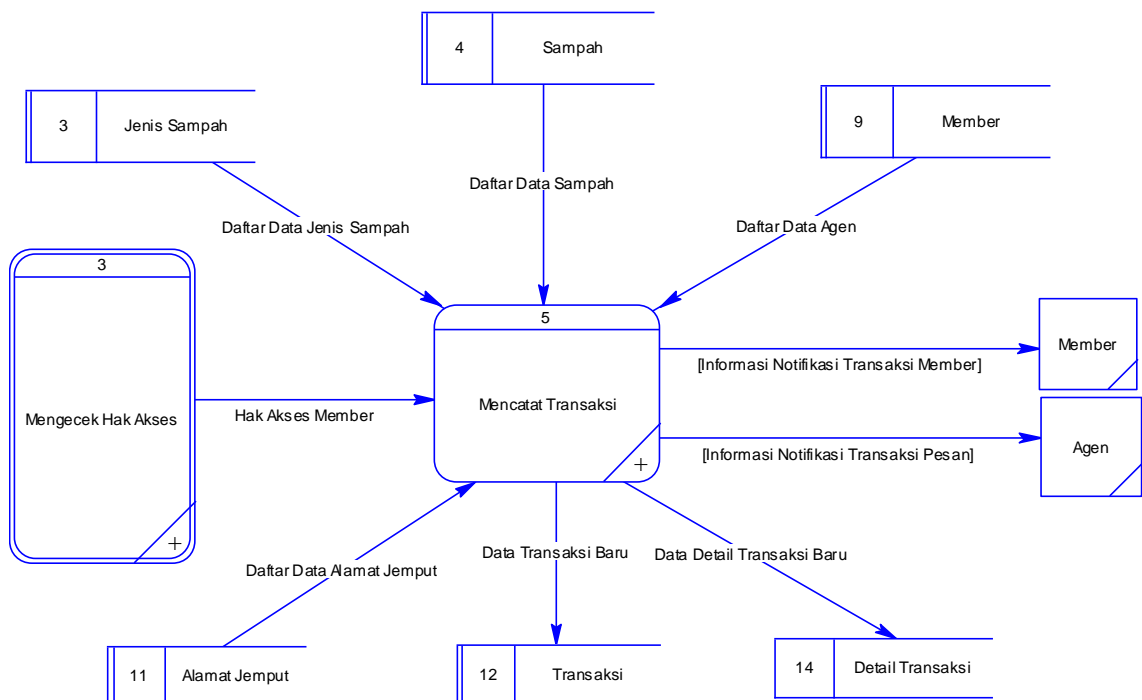 4
Sampah
3
Jenis Sampah
9
Member
Daftar Data Sampah
Daftar Data Jenis Sampah
Daftar Data Agen
3
Mengecek Hak Akses
+
Hak Akses Member
5
Mencatat Transaksi
+
[Informasi Notifikasi Transaksi Member]
Member
[Informasi Notifikasi Transaksi Pesan]
Agen
Daftar Data Alamat Jemput
Data Transaksi Baru
Data Detail Transaksi Baru
11
Alamat Jemput
12
Transaksi
14
Detail Transaksi